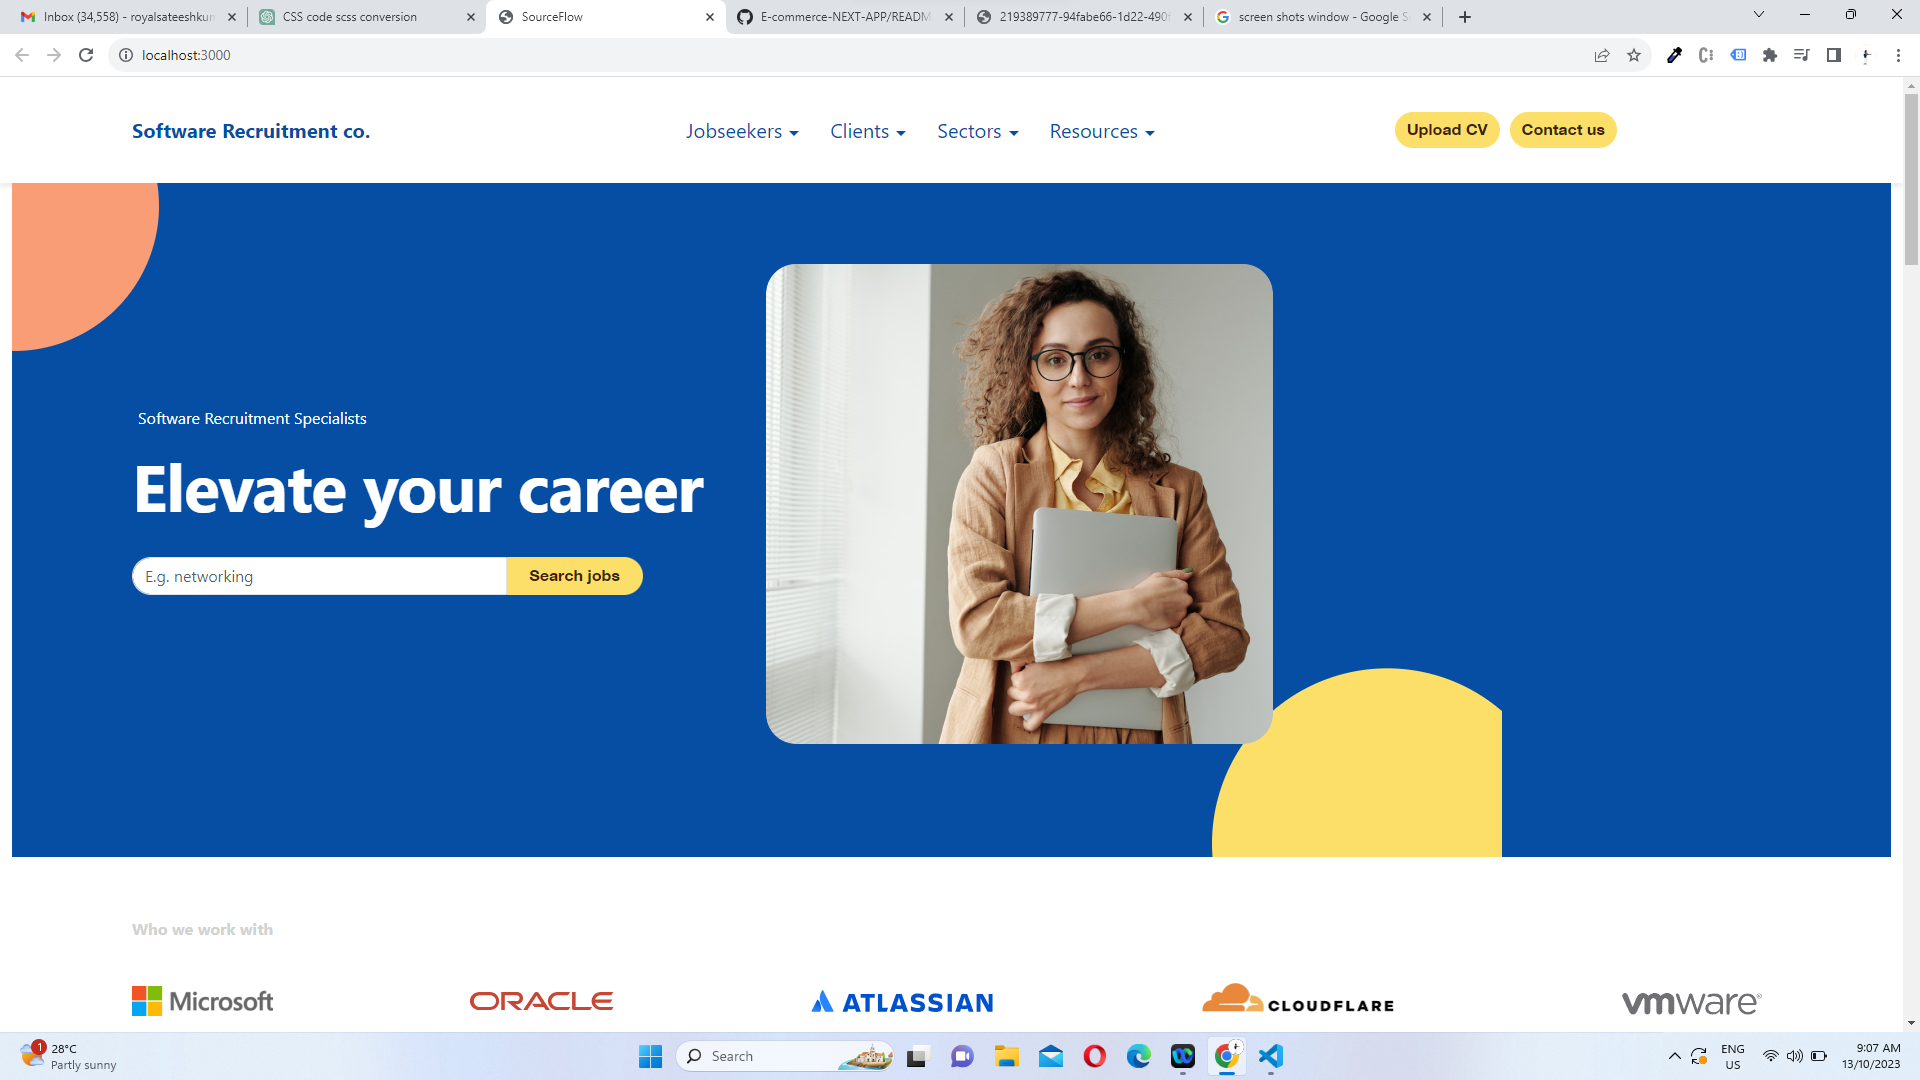 Inbox (34,558) - royalsateeshkun
CSS code scss conversion
SourceFlow
E-commerce-NEXT-APP/READM
219389777-94fabe66-1d22-490f
screen shots window - Google S
localhost:3000
Software Recruitment co.
Jobseekers
Clients
Sectors
Resources
Upload CV
Contact us
Software Recruitment Specialists
Elevate your career
E.g. networking
Search jobs
Who we work with
Microsoft
ORACLE
ATLASSIAN
CLOUDFLARE
vmware®
1
28°C
Partly sunny
Search
ENG
US
9:07 AM
13/10/2023